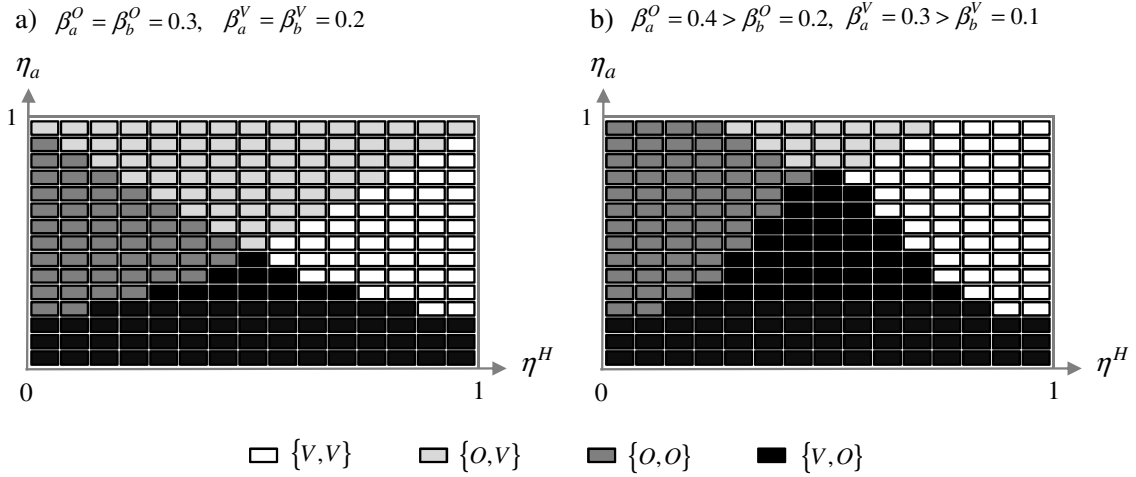 a) β_a^O = β_b^O = 0.3, β_a^V = β_b^V = 0.2
b) β_a^O = 0.4 > β_b^O = 0.2, β_a^V = 0.3 > β_b^V = 0.1
η_a
η_a
1
1
η^H
η^H
0
1
0
1
{V,V}
{O,V}
{O,O}
{V,O}